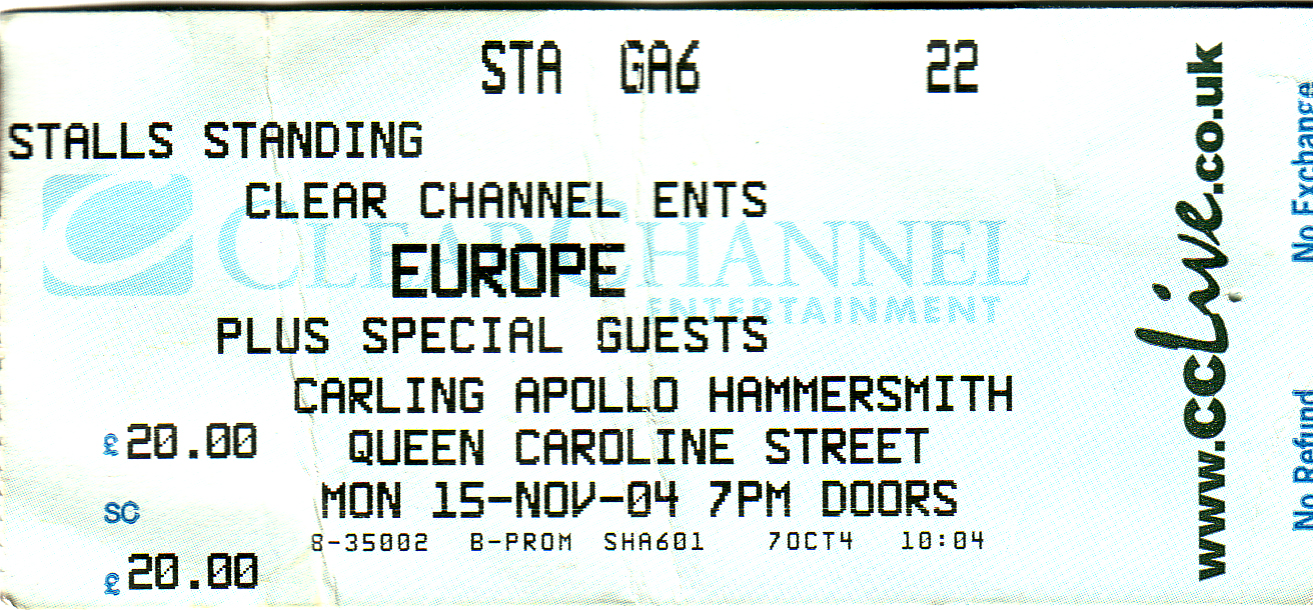 STA GA6 22
STALLS STANDING
CLEAR CHANNEL ENTS
CLEARCHANNEL
ENTERTAINMENT
EUROPE
PLUS SPECIAL GUESTS
CARLING APOLLO HAMMERSMITH
£20.00 QUEEN CAROLINE STREET
SC MON 15-NOV-04 7PM DOORS
8-35002 B-PROM SHA601 7OCT4 10:04
£20.00
www.ccLive.co.uk
No Refund No Exchange